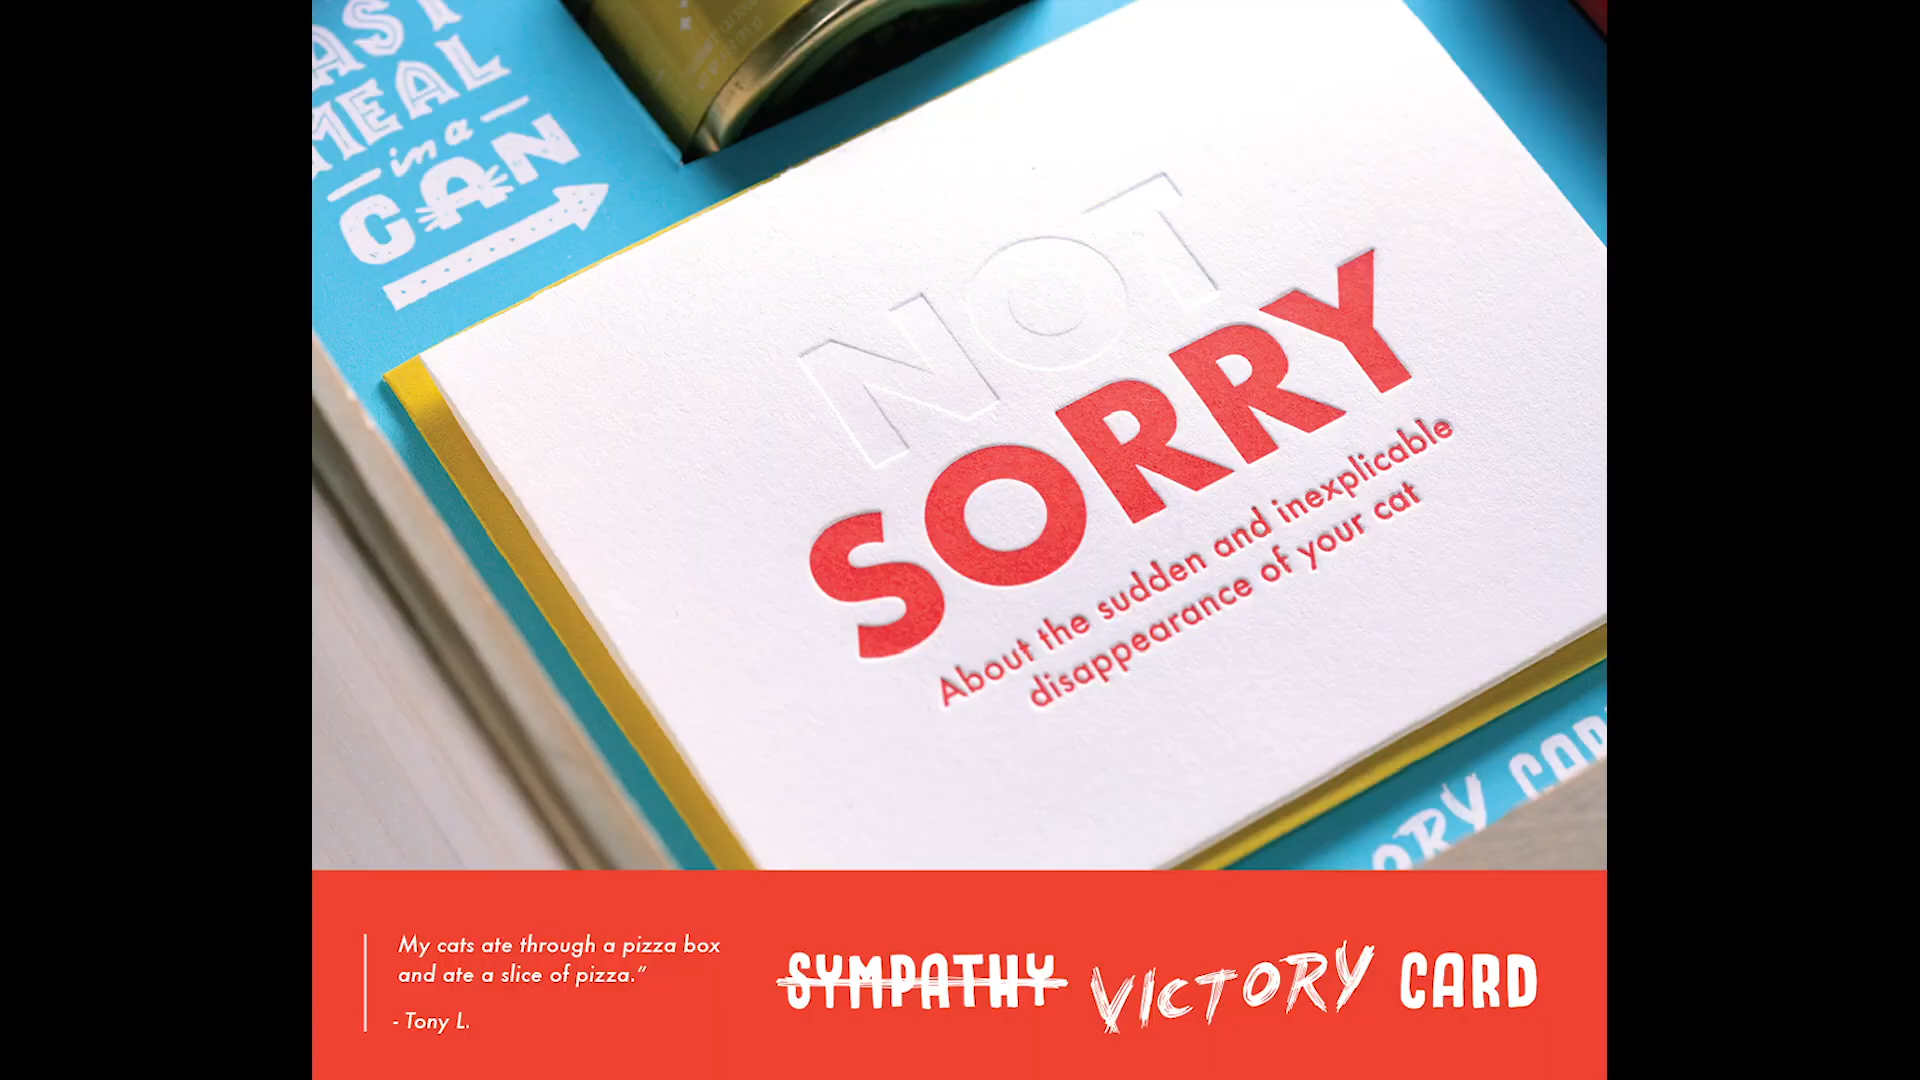 MEAL
in a
CAN
NOT
SORRY
About the sudden and inexplicable
disappearance of your cat
My cats ate through a pizza box
and ate a slice of pizza.”
- Tony L.
SYMPATHY VICTORY CARD